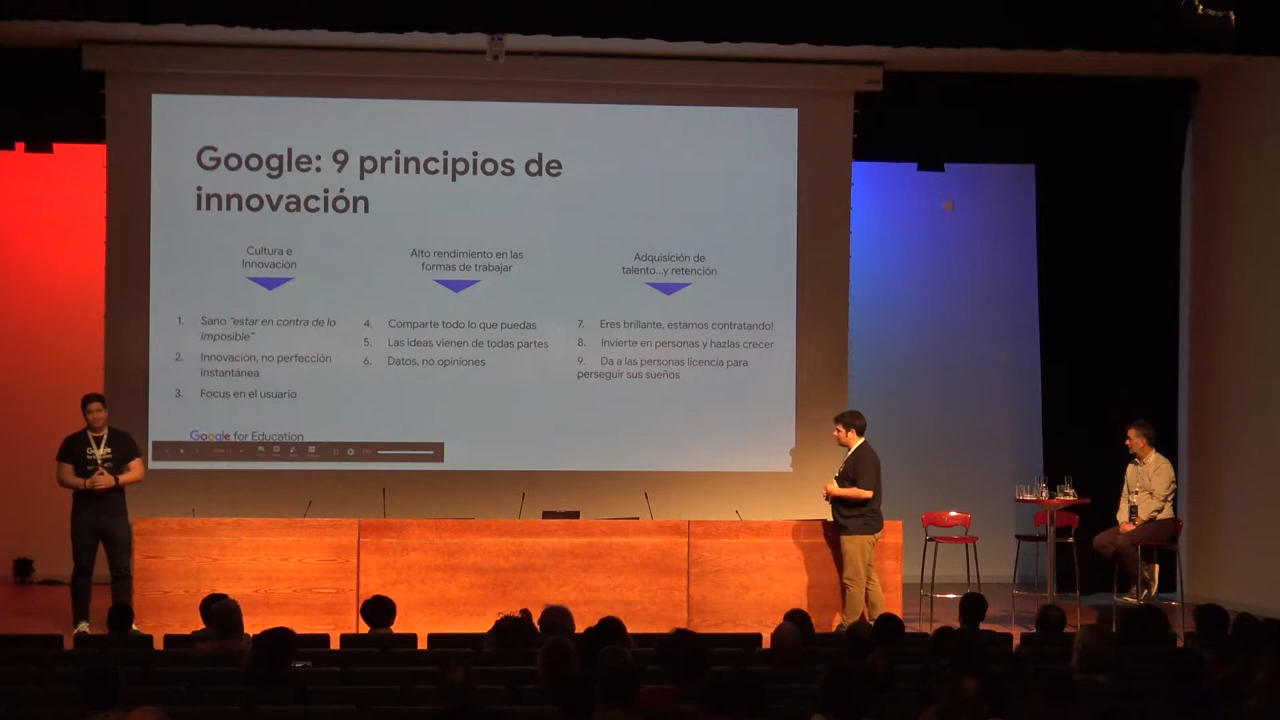 Google: 9 principios de
innovación
Cultura e
Innovación
1. Sano "estar en contra de lo
imposible"
2. Innovación, no perfección
instantánea
3. Focus en el usuario
Alto rendimiento en las
formas de trabajar
4. Comparte todo lo que puedas
5. Las ideas vienen de todas partes
6. Datos, no opiniones
Adquisición de
talento...y retención
7. Eres brillante, estamos contratando!
8. Invierte en personas y hazlas crecer
9. Da a las personas licencia para
perseguir sus sueños
Google for Education
Google